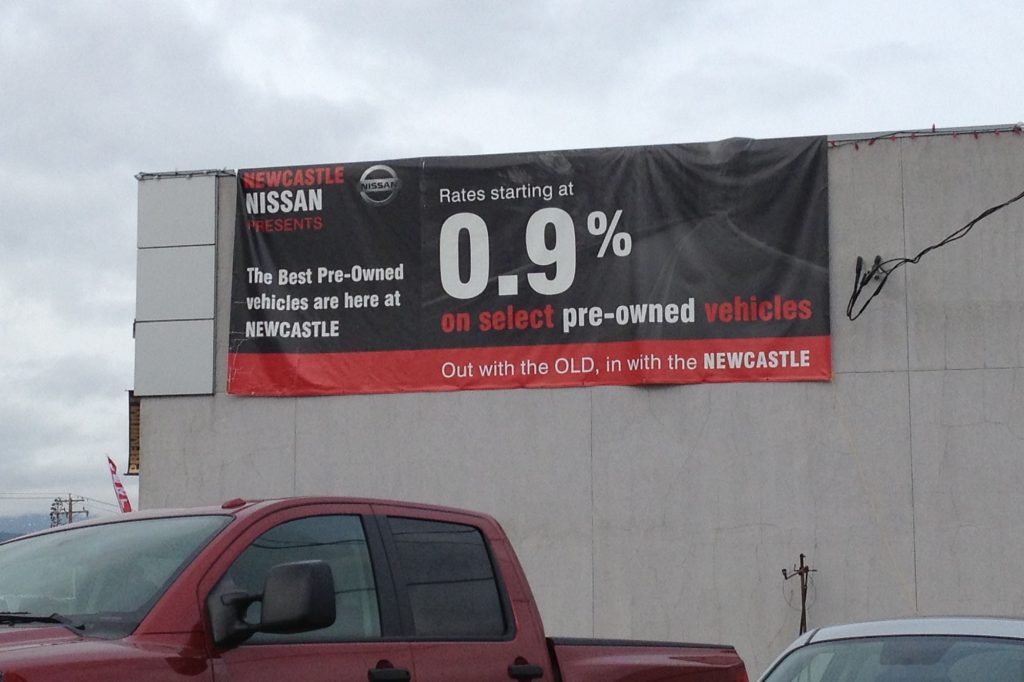 NEWCASTLE
NISSAN
PRESENTS
NISSAN
The Best Pre-Owned
vehicles are here at
NEWCASTLE
Rates starting at
0.9%
on select pre-owned vehicles
Out with the OLD, in with the NEWCASTLE